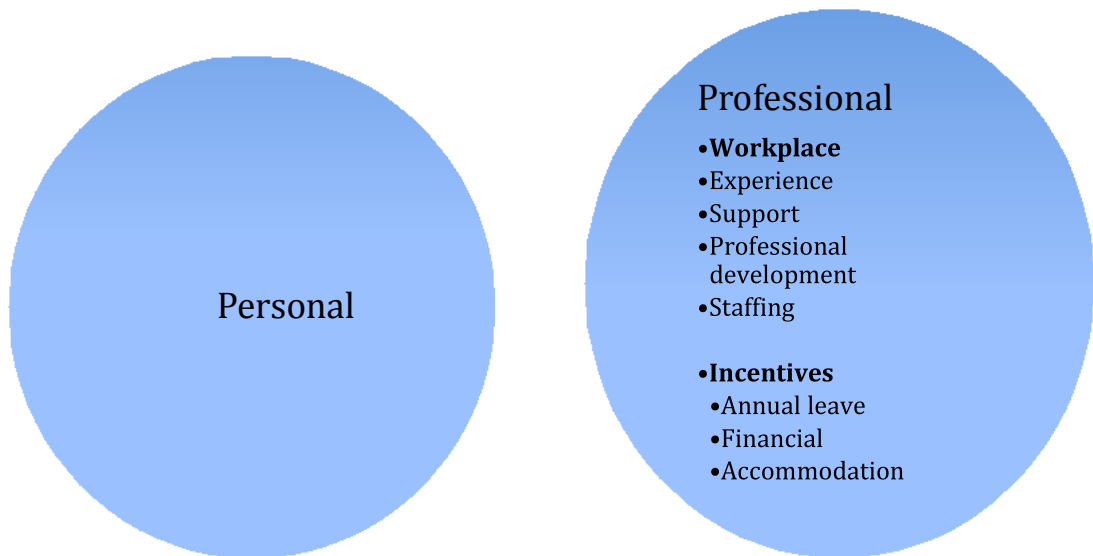 Personal
Professional
•Workplace
•Experience
•Support
•Professional
development
•Staffing
•Incentives
•Annual leave
•Financial
•Accommodation